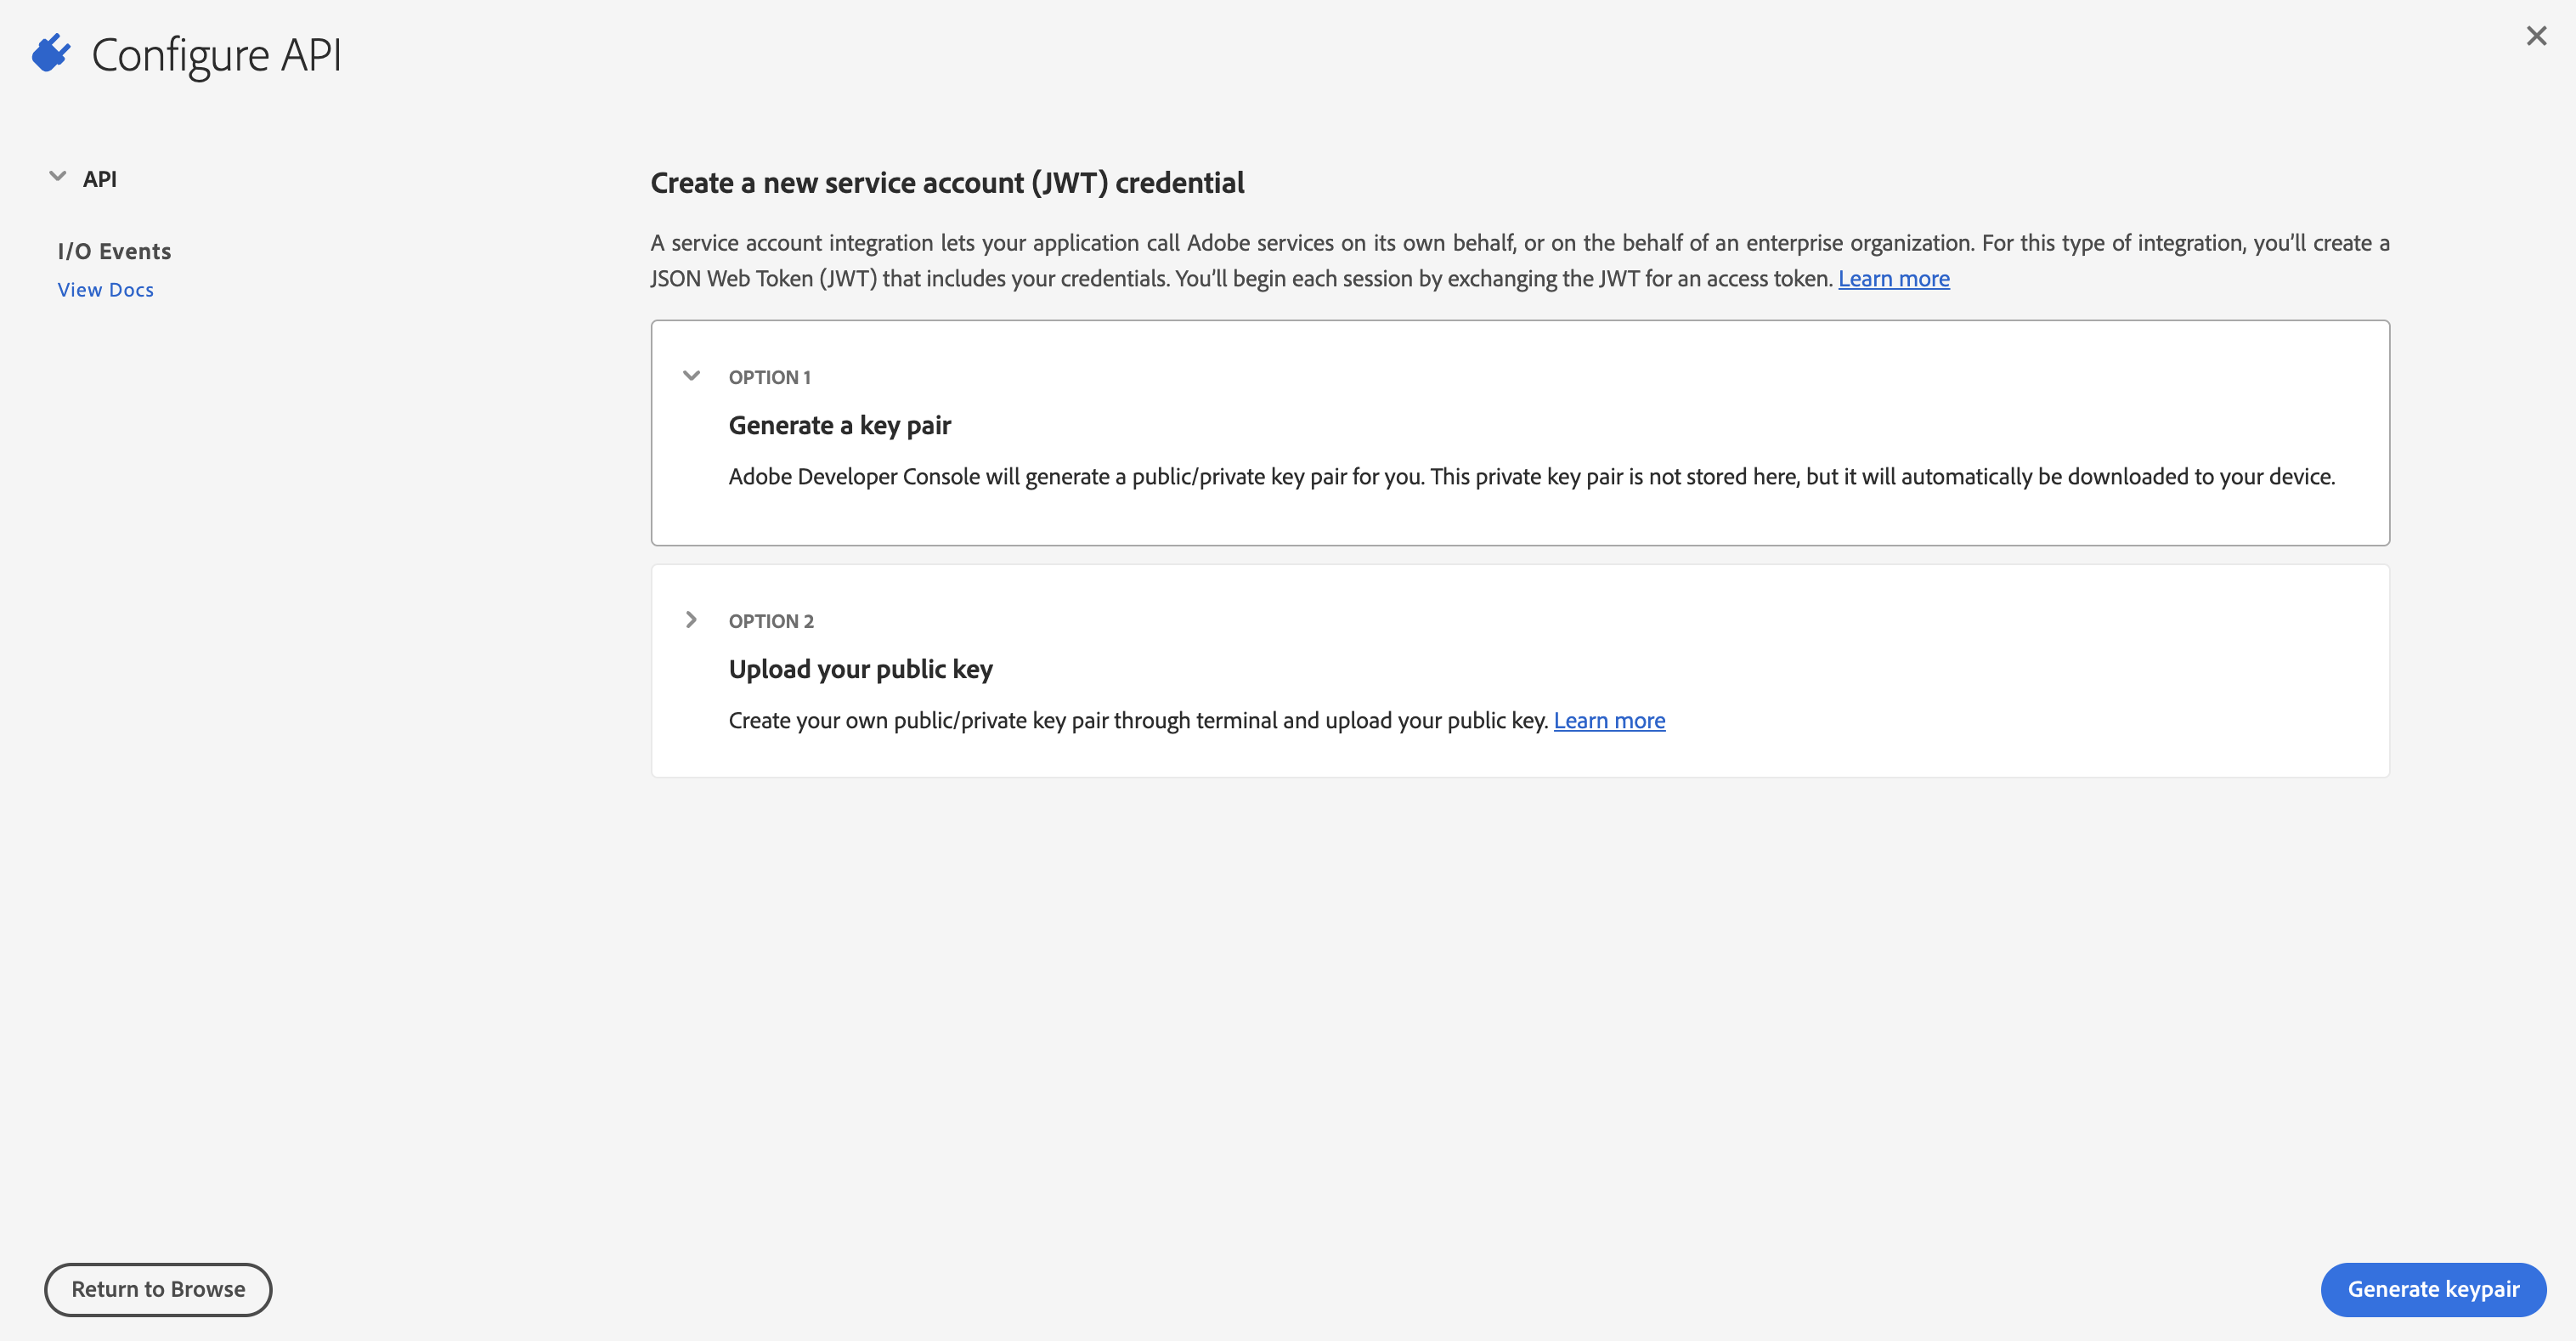 Configure API
API
I/O Events
View Docs
Create a new service account (JWT) credential
A service account integration lets your application call Adobe services on its own behalf, or on the behalf of an enterprise organization. For this type of integration, you’ll create a
JSON Web Token (JWT) that includes your credentials. You’ll begin each session by exchanging the JWT for an access token. Learn more
OPTION 1
Generate a key pair
Adobe Developer Console will generate a public/private key pair for you. This private key pair is not stored here, but it will automatically be downloaded to your device.
OPTION 2
Upload your public key
Create your own public/private key pair through terminal and upload your public key. Learn more
Return to Browse
Generate keypair